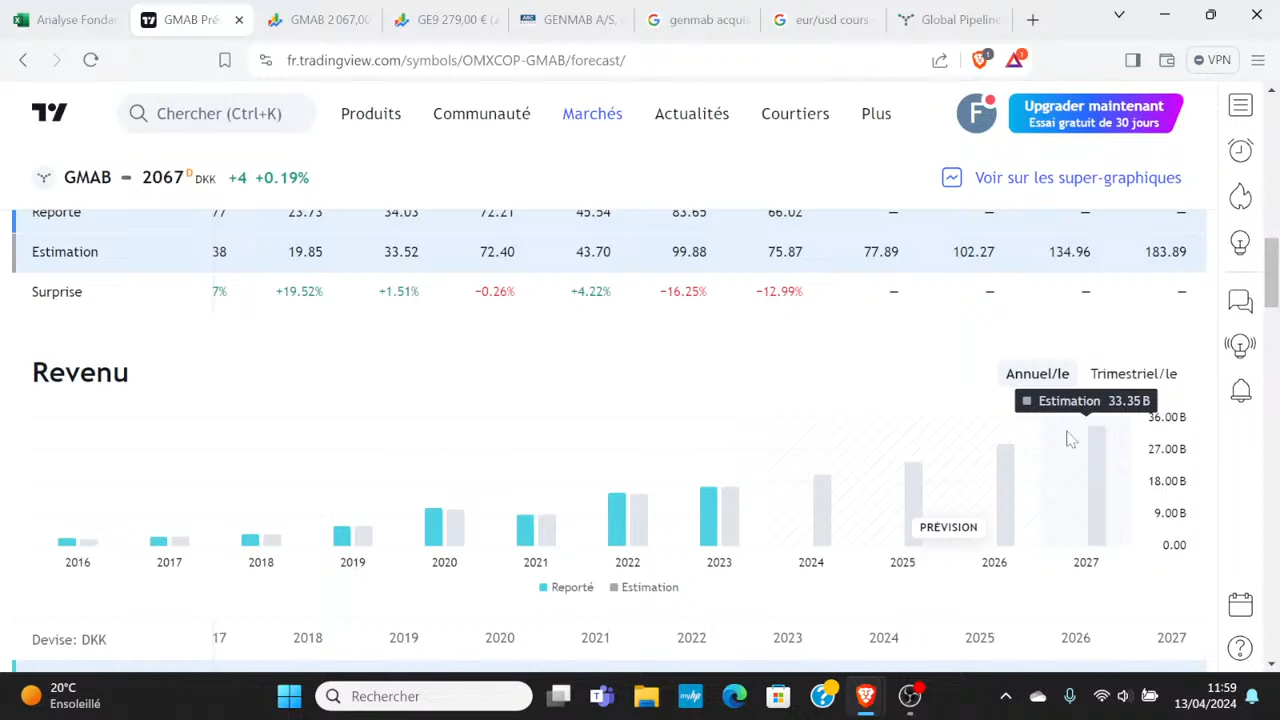 Analyse Fondar
GMAB Pré
GMAB 2 067,00
GE9 279,00 €
GENMAB A/S,
genmab acquis
eur/usd cours
Global Pipeline
fr.tradingview.com/symbols/OMXCOP-GMAB/forecast/
VPN
Chercher (Ctrl+K)
Produits
Communauté
Marchés
Actualités
Courtiers
Plus
F
Upgrader maintenant
Essai gratuit de 30 jours
GMAB
2067 D DKK +4 +0.19%
Voir sur les super-graphiques
Reporté 77 23.73 34.03 72.21 45.54 83.65 66.02 — — — —
Estimation 38 19.85 33.52 72.40 43.70 99.88 75.87 77.89 102.27 134.96 183.89
Surprise 7% +19.52% +1.51% −0.26% +4.22% −16.25% −12.99% — — — —
Revenu
Annuel/le Trimestriel/le
Estimation 33.35 B
36.00 B
27.00 B
18.00 B
9.00 B
0.00
PRÉVISION
2016 2017 2018 2019 2020 2021 2022 2023 2024 2025 2026 2027
Reporté Estimation
Devise: DKK 17 2018 2019 2020 2021 2022 2023 2024 2025 2026 2027
20°C
Ensoleillé
Rechercher
11:59
13/04/2024